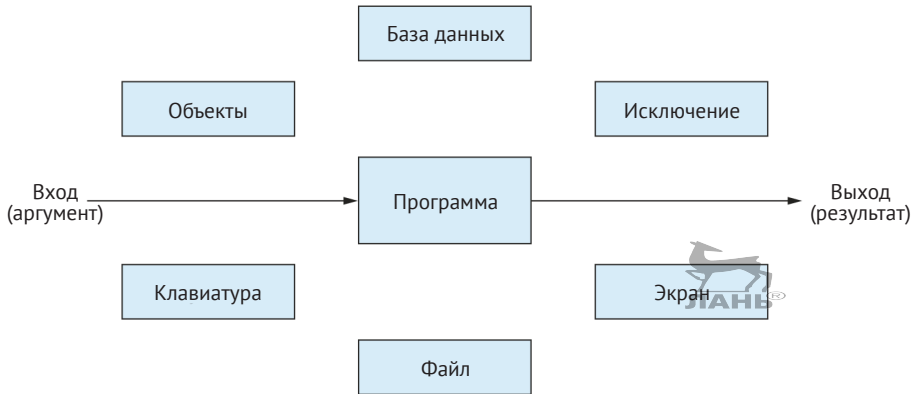 База данных
Объекты
Исключение
Вход
(аргумент)
Программа
Выход
(результат)
Клавиатура
Экран
ЛАНЬ®
Файл